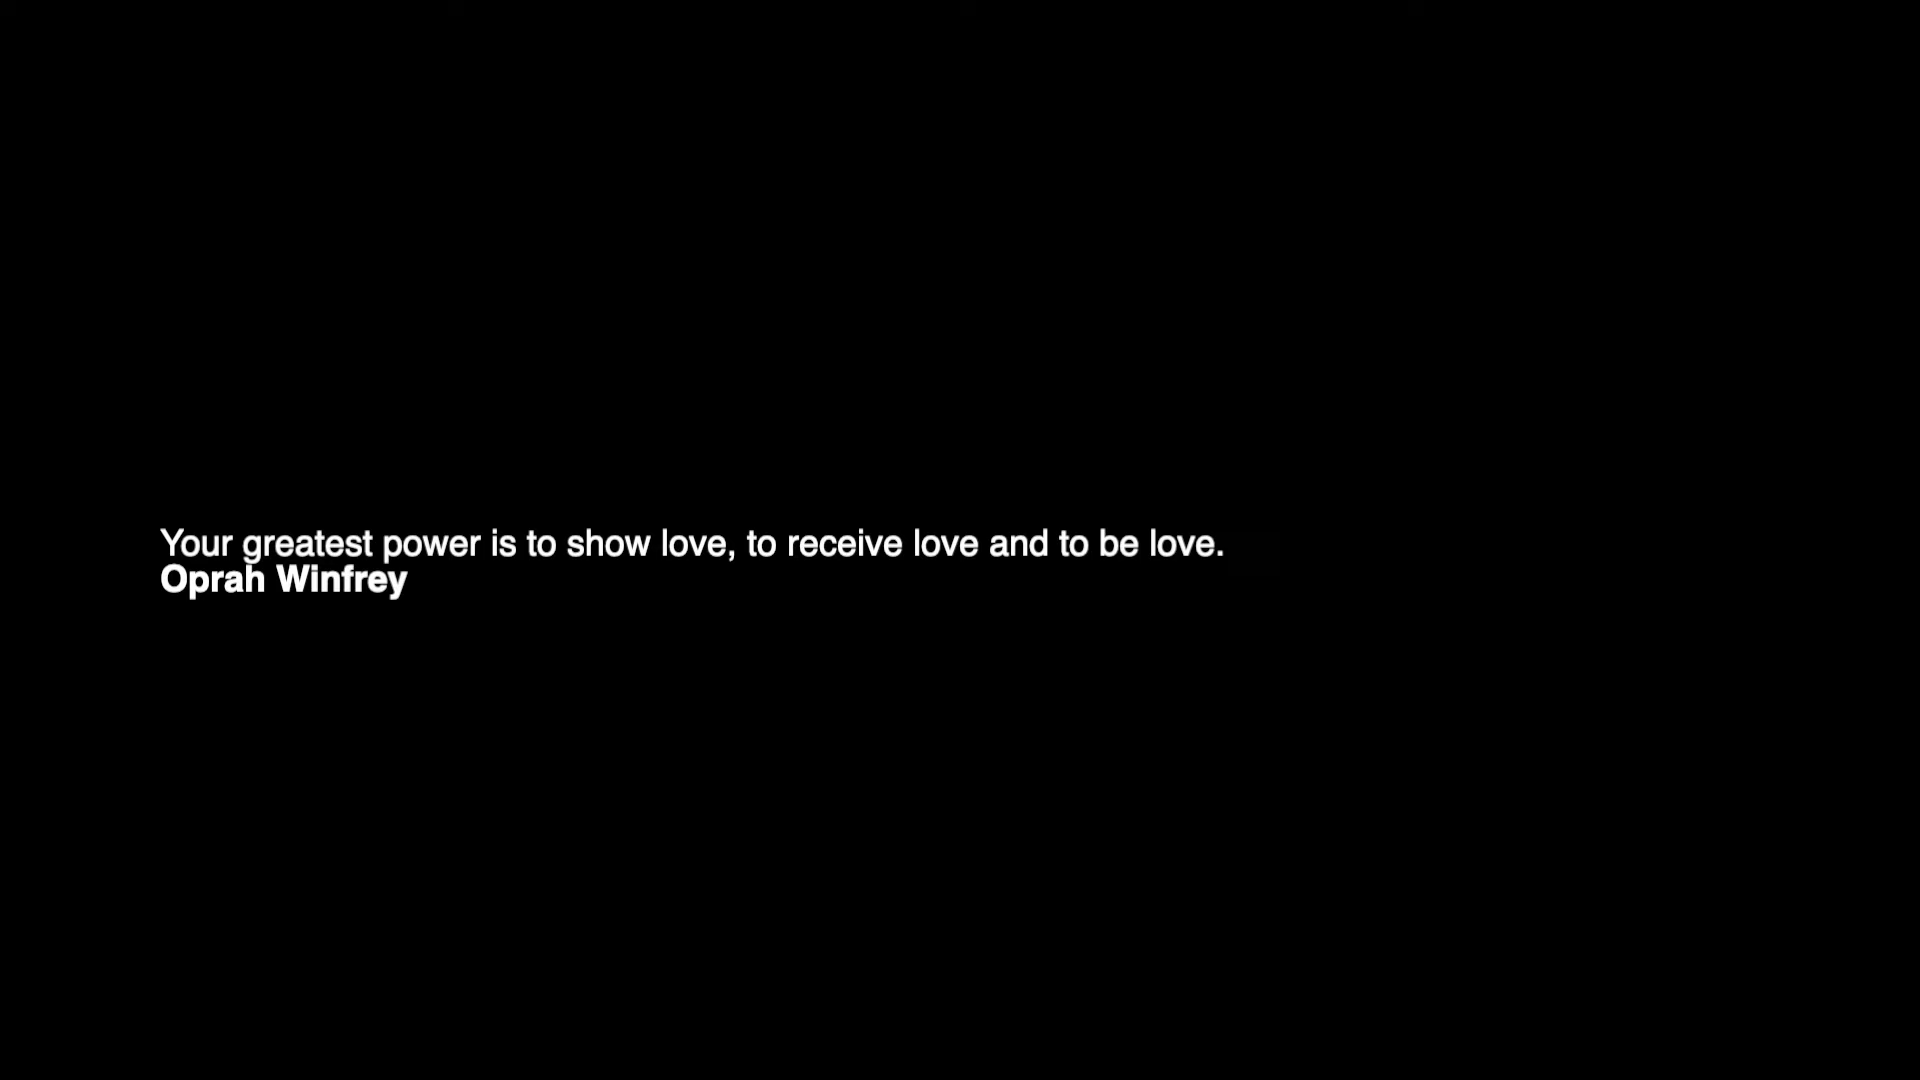 Your greatest power is to show love, to receive love and to be love.
Oprah Winfrey